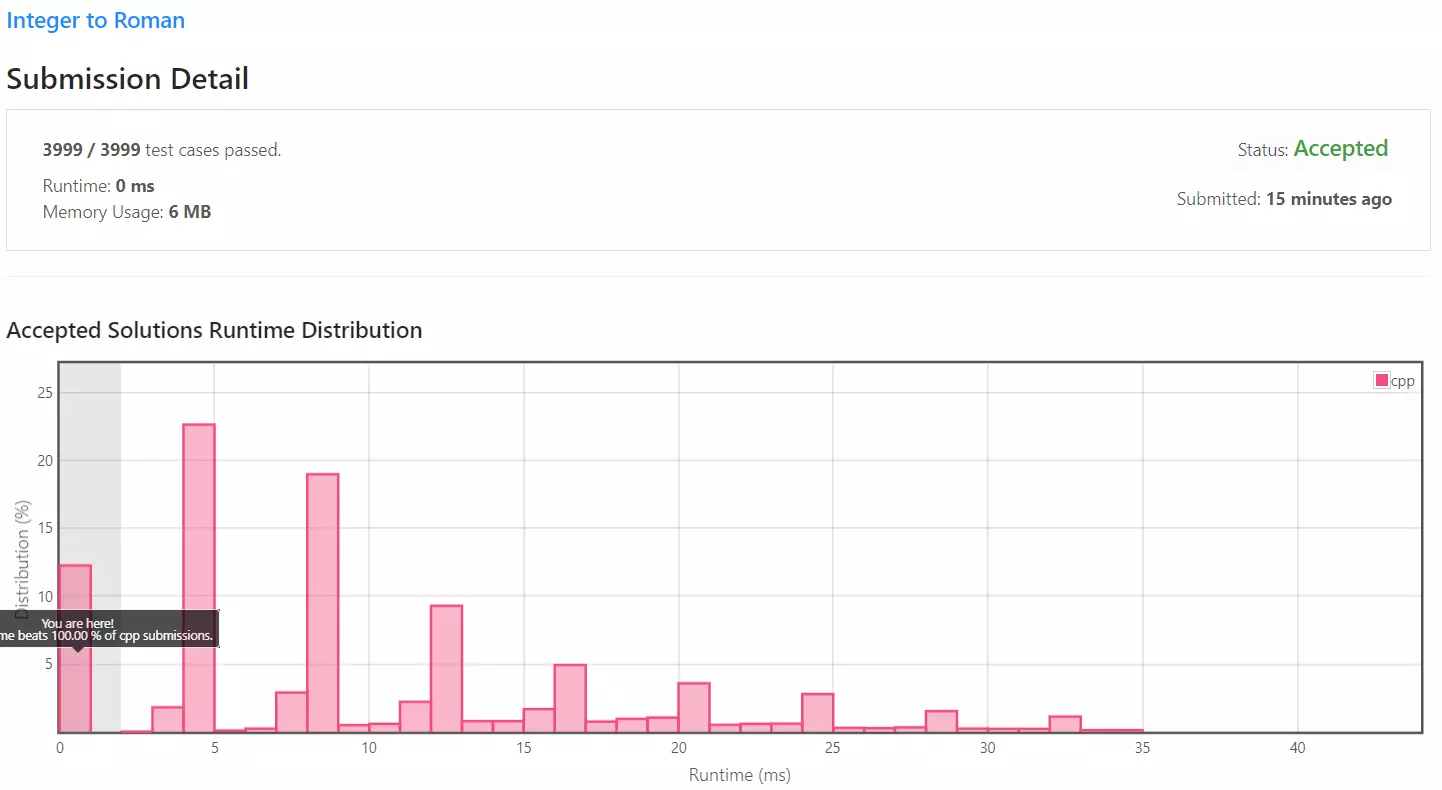 Integer to Roman
Submission Detail
3999 / 3999 test cases passed.
Status: Accepted
Runtime: 0 ms
Memory Usage: 6 MB
Submitted: 15 minutes ago
Accepted Solutions Runtime Distribution
cpp
Distribution (%)
25
20
15
10
5
You are here!
me beats 100.00 % of cpp submissions.
0 5 10 15 20 25 30 35 40
Runtime (ms)